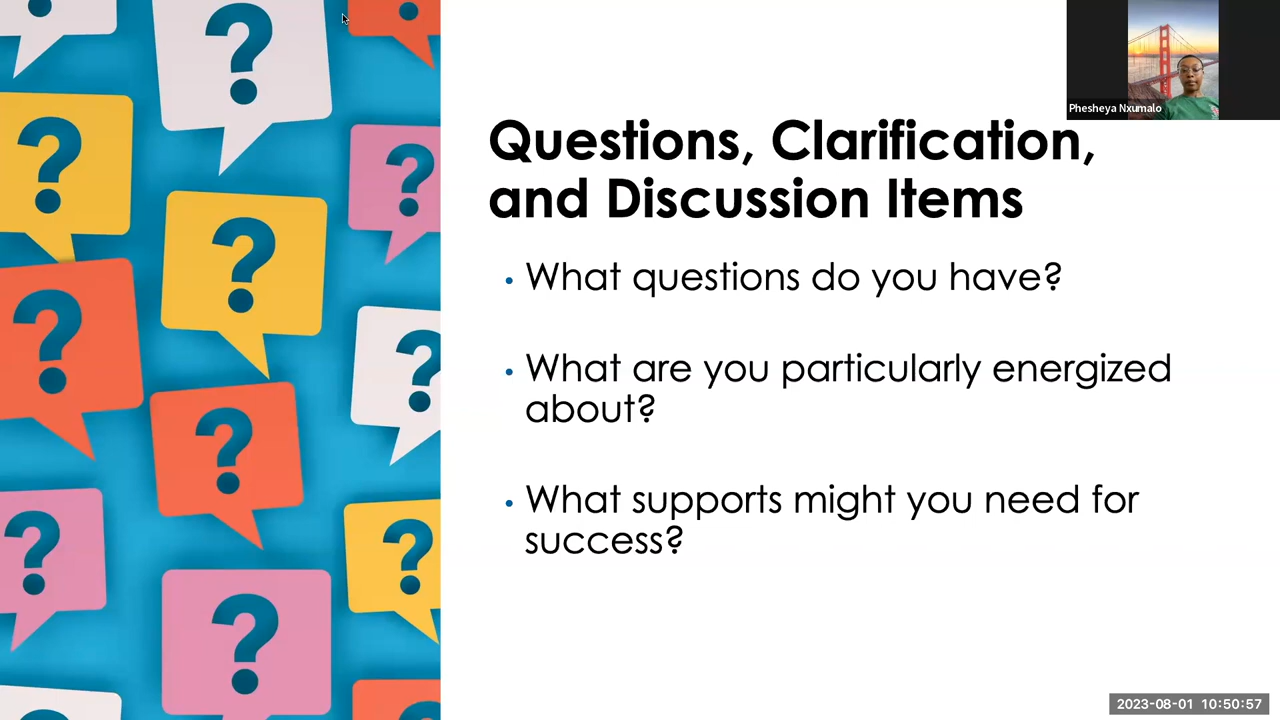 Phesheya Nxumalo
Questions, Clarification,
and Discussion Items
• What questions do you have?
• What are you particularly energized
about?
• What supports might you need for
success?
2023-08-01 10:50:57